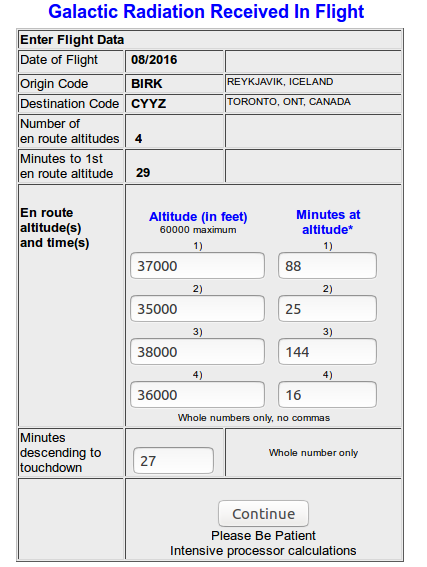 Galactic Radiation Received In Flight
Enter Flight Data
Date of Flight 08/2016
Origin Code BIRK REYKJAVIK, ICELAND
Destination Code CYYZ TORONTO, ONT, CANADA
Number of
en route altitudes 4
Minutes to 1st
en route altitude 29
En route
altitude(s)
and time(s)
Altitude (in feet) Minutes at
60000 maximum altitude*
1) 1)
37000 88
2) 2)
35000 25
3) 3)
38000 144
4) 4)
36000 16
Whole numbers only, no commas
Minutes
descending to
touchdown
27 Whole number only
Continue
Please Be Patient
Intensive processor calculations